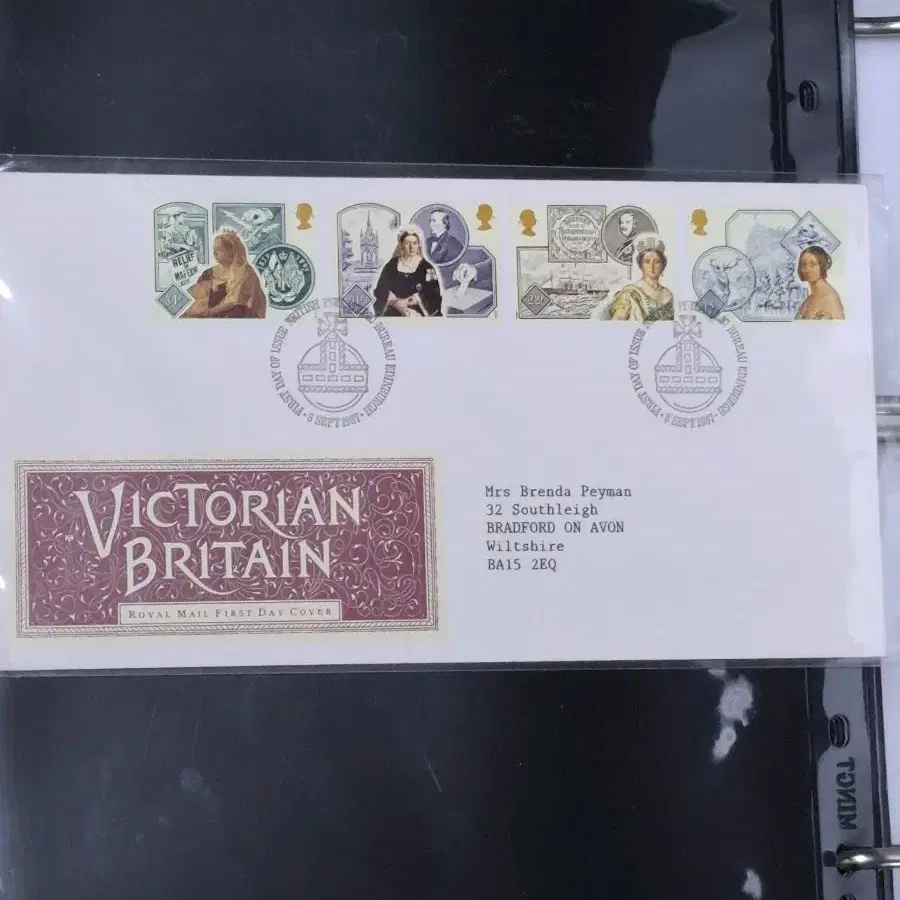 RELIEF
OF
MAFEKING
FIRST DAY OF ISSUE BRITISH PHILATELIC BUREAU EDINBURGH
8 SEPT 1987
FIRST DAY OF ISSUE BRITISH PHILATELIC BUREAU EDINBURGH
8 SEPT 1987
VICTORIAN
BRITAIN
ROYAL MAIL FIRST DAY COVER
Mrs Brenda Peyman
32 Southleigh
BRADFORD ON AVON
Wiltshire
BA15 2EQ
MINGT